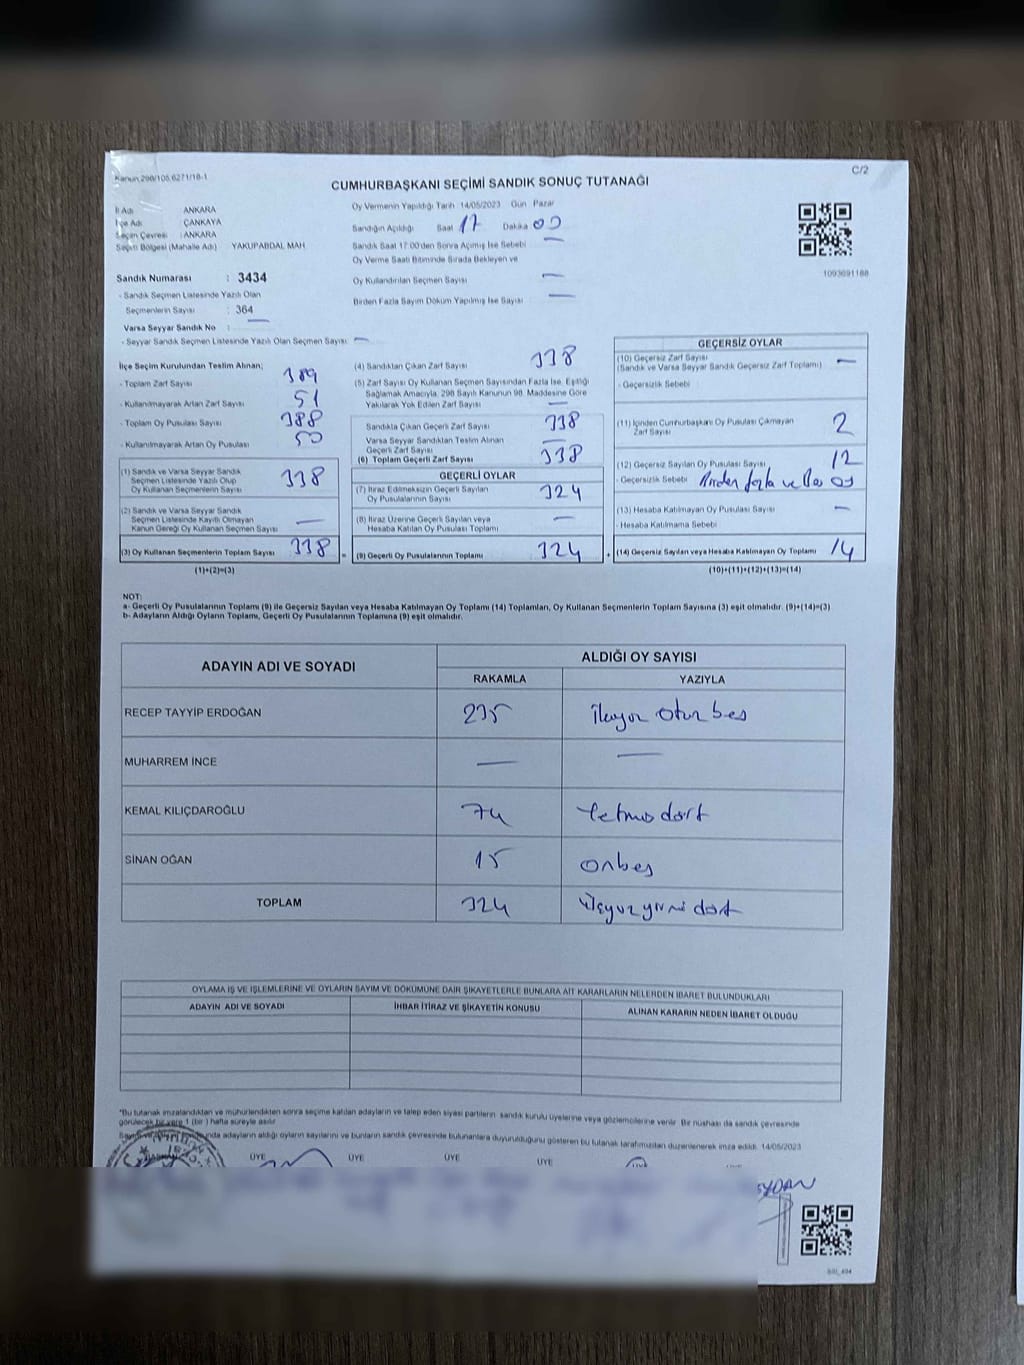 Kanun,298/105,6271/18-1
C/2
CUMHURBAŞKANI SEÇİMİ SANDIK SONUÇ TUTANAĞI
İl Adı ANKARA
İlçe Adı ÇANKAYA
Seçim Çevresi : ANKARA
Seçim Bölgesi (Mahalle Adı) YAKUPABDAL MAH
Sandık Numarası : 3434
- Sandık Seçmen Listesinde Yazılı Olan
Seçmenlerin Sayısı : 364
Varsa Seyyar Sandık No : —
- Seyyar Sandık Seçmen Listesinde Yazılı Olan Seçmen Sayısı: —
Oy Vermenin Yapıldığı Tarih 14/05/2023 Gün Pazar
Sandığın Açıldığı Saat 17 Dakika 00
Sandık Saat 17:00'den Sonra Açılmış İse Sebebi —
Oy Verme Saati Bitiminde Sırada Bekleyen ve
Oy Kullandırılan Seçmen Sayısı —
Birden Fazla Sayım Döküm Yapılmış İse Sayısı —
1093691188
İlçe Seçim Kurulundan Teslim Alınan;
- Toplam Zarf Sayısı 389
- Kullanılmayarak Artan Zarf Sayısı 51
- Toplam Oy Pusulası Sayısı 388
- Kullanılmayarak Artan Oy Pusulası 50
(1) Sandık ve Varsa Seyyar Sandık
Seçmen Listesinde Yazılı Olup
Oy Kullanan Seçmenlerin Sayısı 338
(2) Sandık ve Varsa Seyyar Sandık
Seçmen Listesinde Kayıtlı Olmayan
Kanun Gereği Oy Kullanan Seçmen Sayısı —
(3) Oy Kullanan Seçmenlerin Toplam Sayısı 338
(1)+(2)=(3)
(4) Sandıktan Çıkan Zarf Sayısı 338
(5) Zarf Sayısı Oy Kullanan Seçmen Sayısından Fazla İse, Eşitliği
Sağlamak Amacıyla, 298 Sayılı Kanunun 98. Maddesine Göre
Yakılarak Yok Edilen Zarf Sayısı —
Sandıkta Çıkan Geçerli Zarf Sayısı 338
Varsa Seyyar Sandıktan Teslim Alınan
Geçerli Zarf Sayısı —
(6) Toplam Geçerli Zarf Sayısı 338
GEÇERLİ OYLAR
(7) İtiraz Edilmeksizin Geçerli Sayılan
Oy Pusulalarının Sayısı 324
(8) İtiraz Üzerine Geçerli Sayılan veya
Hesaba Katılan Oy Pusulası Toplamı —
= (9) Geçerli Oy Pusulalarının Toplamı 324
GEÇERSİZ OYLAR
(10) Geçersiz Zarf Sayısı
(Sandık ve Varsa Seyyar Sandık Geçersiz Zarf Toplamı) —
- Geçersizlik Sebebi
(11) İçinden Cumhurbaşkanı Oy Pusulası Çıkmayan
Zarf Sayısı 2
(12) Geçersiz Sayılan Oy Pusulası Sayısı 12
- Geçersizlik Sebebi Birden fazla ve Boş oy
(13) Hesaba Katılmayan Oy Pusulası Sayısı —
- Hesaba Katılmama Sebebi
+ (14) Geçersiz Sayılan veya Hesaba Katılmayan Oy Toplamı 14
(10)+(11)+(12)+(13)=(14)
NOT:
a- Geçerli Oy Pusulalarının Toplamı (9) ile Geçersiz Sayılan veya Hesaba Katılmayan Oy Toplamı (14) Toplamları, Oy Kullanan Seçmenlerin Toplam Sayısına (3) eşit olmalıdır. (9)+(14)=(3)
b- Adayların Aldığı Oyların Toplamı, Geçerli Oy Pusulalarının Toplamına (9) eşit olmalıdır.
ADAYIN ADI VE SOYADI ALDIĞI OY SAYISI
RAKAMLA YAZIYLA
RECEP TAYYİP ERDOĞAN 235 ikiyüz otuz beş
MUHARREM İNCE — —
KEMAL KILIÇDAROĞLU 74 Yetmiş dört
SİNAN OĞAN 15 onbeş
TOPLAM 324 üçyüz yirmi dört
OYLAMA İŞ VE İŞLEMLERİNE VE OYLARIN SAYIM VE DÖKÜMÜNE DAİR ŞİKAYETLERLE BUNLARA AİT KARARLARIN NELERDEN İBARET BULUNDUKLARI
ADAYIN ADI VE SOYADI İHBAR İTİRAZ VE ŞİKAYETİN KONUSU ALINAN KARARIN NEDEN İBARET OLDUĞU
*Bu tutanak imzalandıktan ve mühürlendikten sonra seçime katılan adayların ve talep eden siyasi partilerin sandık kurulu üyelerine veya gözlemcilerine verilir. Bir nüshası da sandık çevresinde
görülecek bir yere 1 (bir) hafta süreyle asılır
adayların aldığı oyların sayılarını ve bunların sandık çevresinde bulunanlara duyurulduğunu gösteren bu tutanak tarafımızdan düzenlenerek imza edildi. 14/05/2023
ÜYE ÜYE ÜYE ÜYE